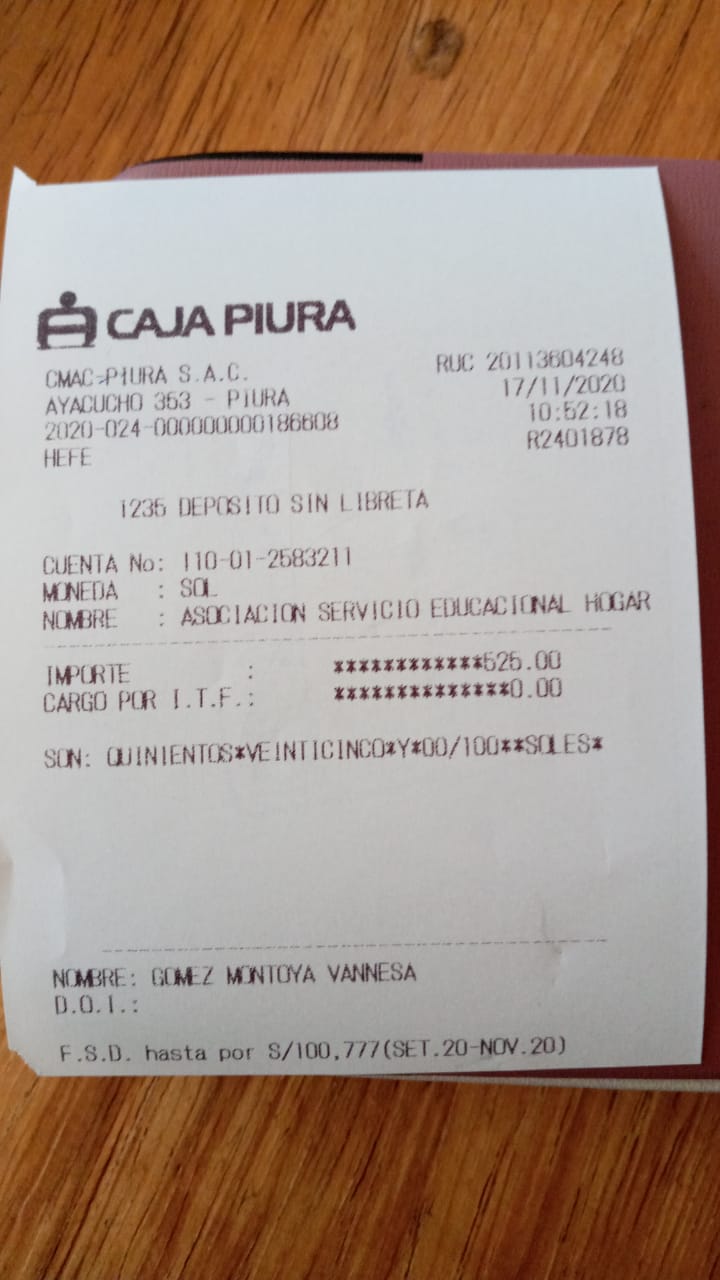 CAJA PIURA
CMAC-PIURA S.A.C. RUC 20113604248
AYACUCHO 353 - PIURA 17/11/2020
2020-024-000000000186608 10:52:18
HEFE R2401878
1235 DEPOSITO SIN LIBRETA
CUENTA No: 110-01-2583211
MONEDA : SOL
NOMBRE : ASOCIACION SERVICIO EDUCACIONAL HOGAR
IMPORTE : ************525.00
CARGO POR I.T.F.: **************0.00
SON: QUINIENTOS*VEINTICINCO*Y*00/100**SOLES*
NOMBRE: GOMEZ MONTOYA VANNESA
D.O.I.:
F.S.D. hasta por S/100,777(SET.20-NOV.20)